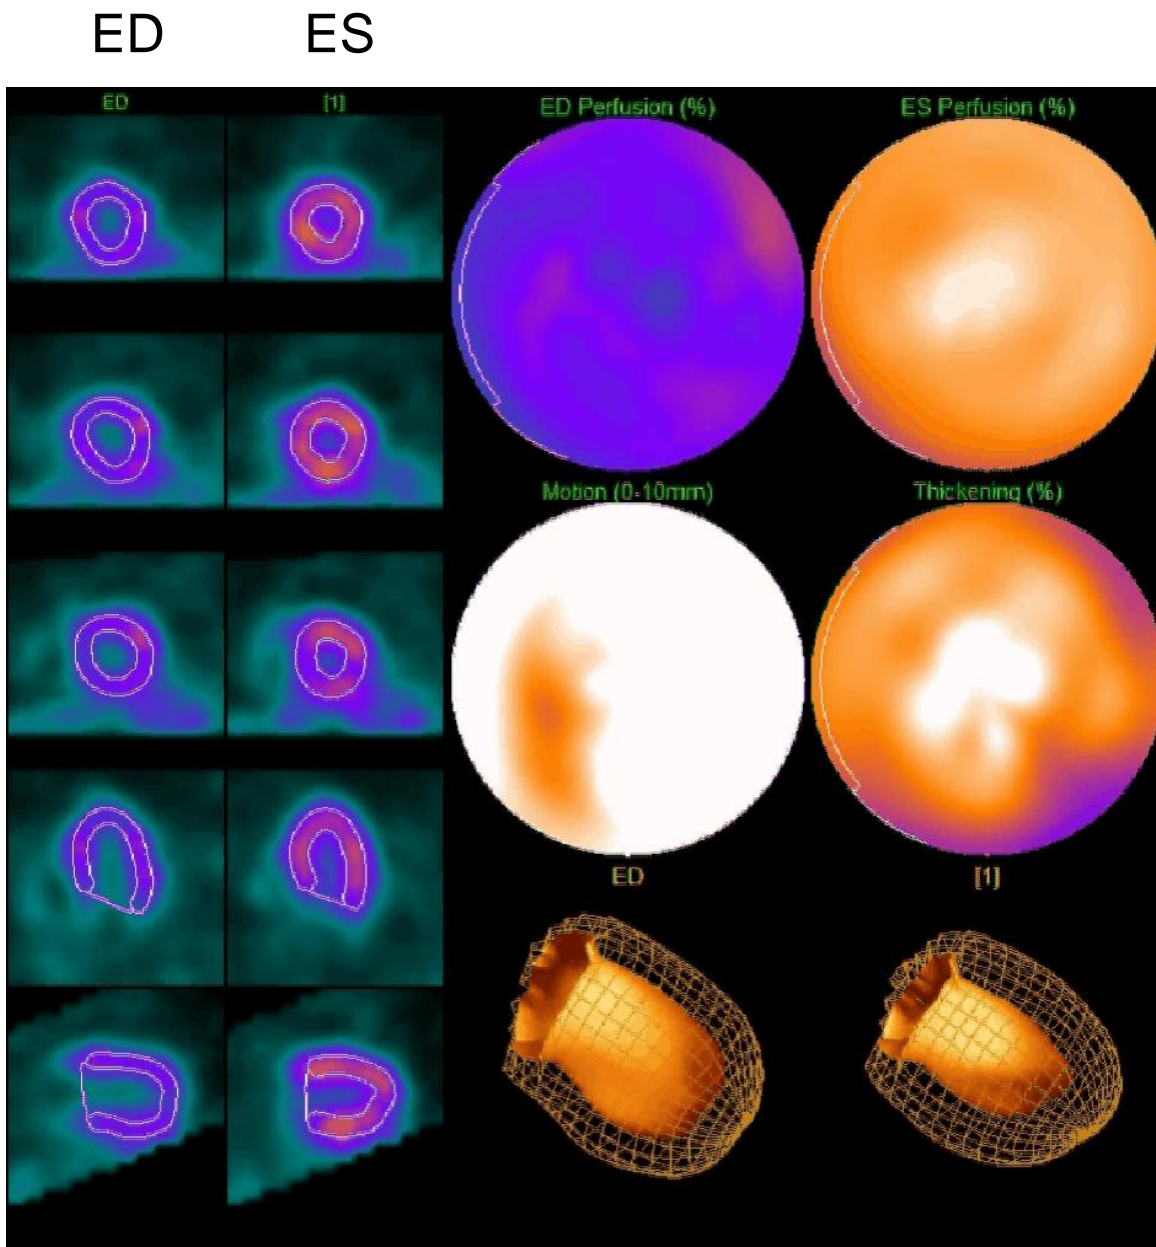 ED ES
ED [1] ED Perfusion (%) ES Perfusion (%)
Motion (0-10mm) Thickening (%)
ED [1]